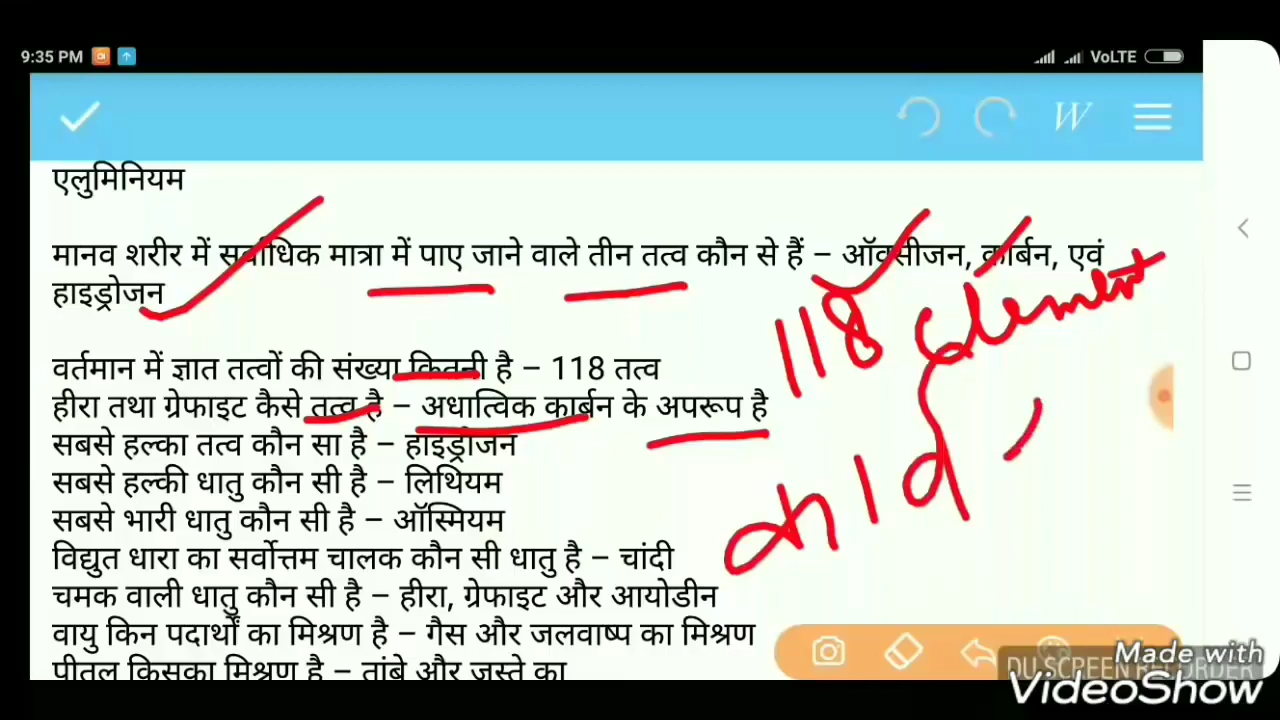 9:35 PM
VoLTE
W
एलुमिनियम
मानव शरीर में सर्वाधिक मात्रा में पाए जाने वाले तीन तत्व कौन से हैं – ऑक्सीजन, कार्बन, एवं
हाइड्रोजन
118 element
वर्तमान में ज्ञात तत्वों की संख्या कितनी है – 118 तत्व
हीरा तथा ग्रेफाइट कैसे तत्व है – अधात्विक कार्बन के अपरूप है
सबसे हल्का तत्व कौन सा है – हाइड्रोजन
सबसे हल्की धातु कौन सी है – लिथियम
सबसे भारी धातु कौन सी है – ऑस्मियम
विद्युत धारा का सर्वोत्तम चालक कौन सी धातु है – चांदी
चमक वाली धातु कौन सी है – हीरा, ग्रेफाइट और आयोडीन
वायु किन पदार्थों का मिश्रण है – गैस और जलवाष्प का मिश्रण
पीतल किसका मिश्रण है – तांबे और जस्ते का
DU SCREEN RECORDER
Made with
VideoShow